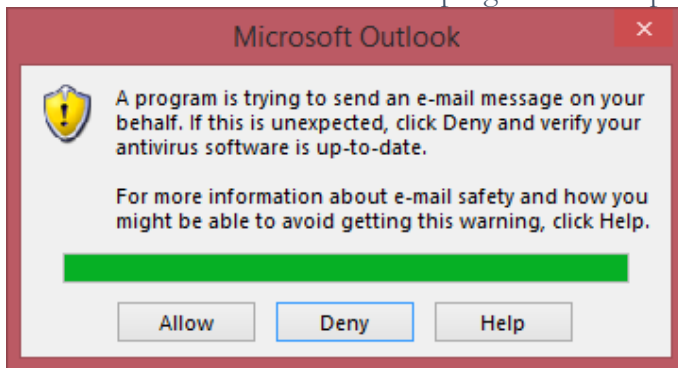 Microsoft Outlook
A program is trying to send an e-mail message on your
behalf. If this is unexpected, click Deny and verify your
antivirus software is up-to-date.
For more information about e-mail safety and how you
might be able to avoid getting this warning, click Help.
Allow Deny Help